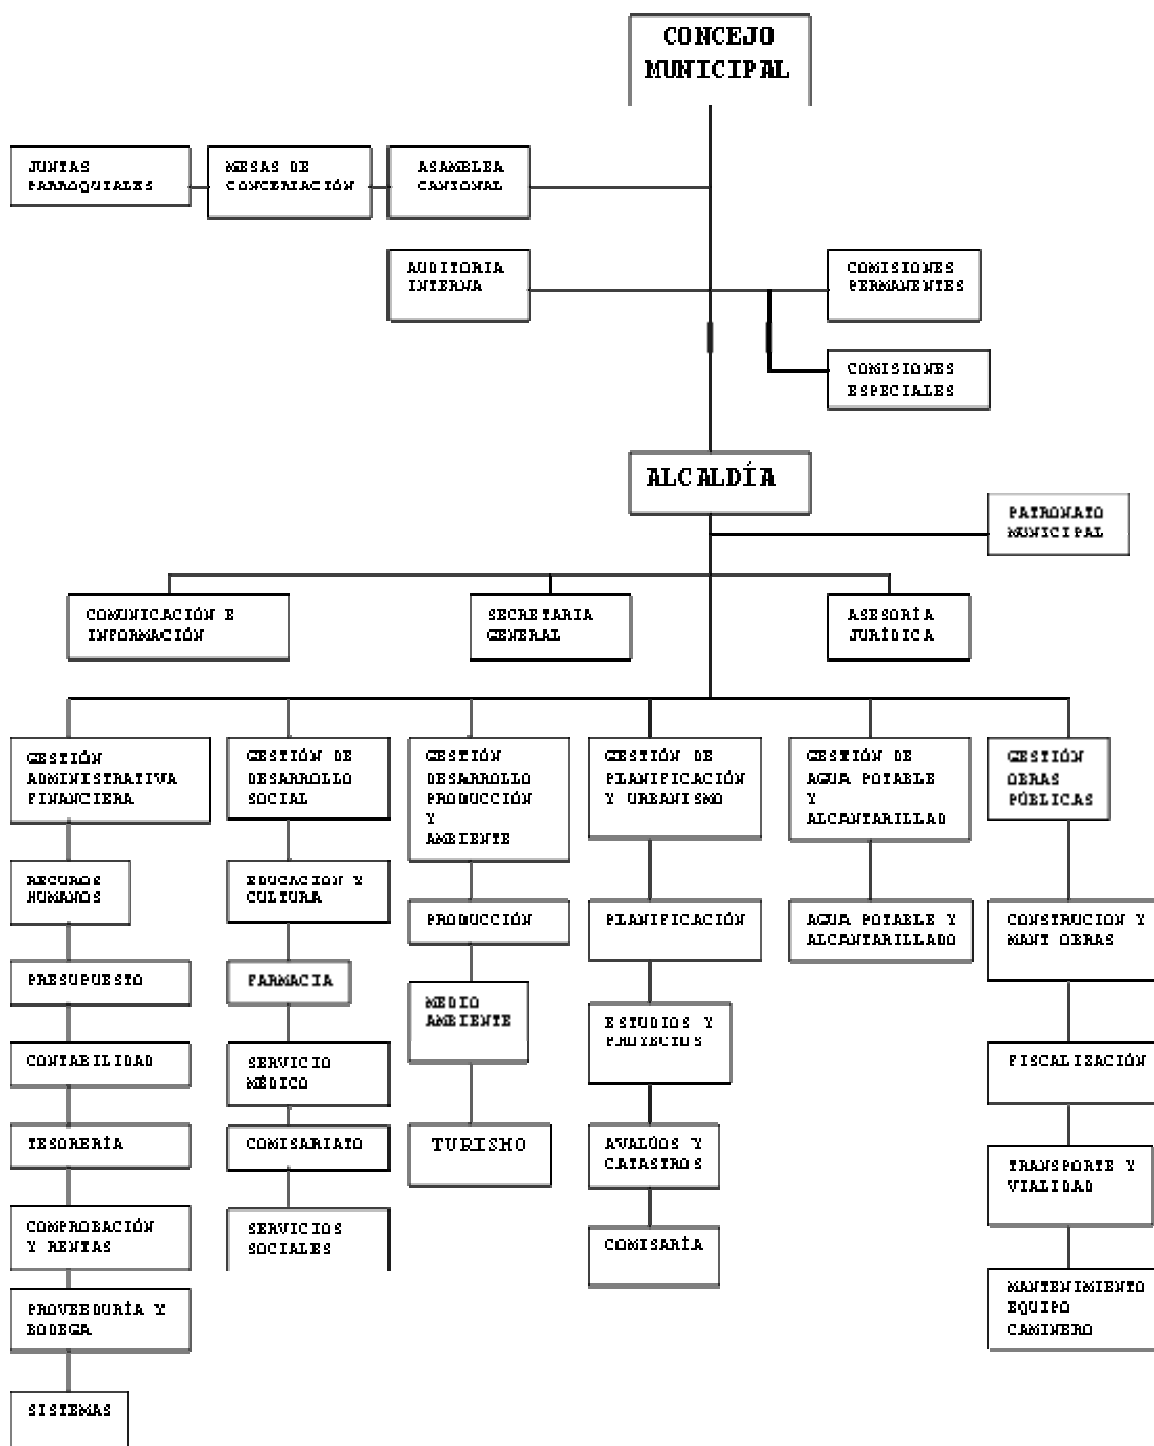 CONCEJO
MUNICIPAL
JUNTAS
PARROQUIALES
MESAS DE
CONCERTACIÓN
ASAMBLEA
CANTONAL
AUDITORIA
INTERNA
COMISIONES
PERMANENTES
COMISIONES
ESPECIALES
ALCALDÍA
PATRONATO
MUNICIPAL
COMUNICACIÓN E
INFORMACIÓN
SECRETARIA
GENERAL
ASESORÍA
JURÍDICA
GESTIÓN
ADMINISTRATIVA
FINANCIERA
GESTIÓN DE
DESARROLLO
SOCIAL
GESTIÓN
DESARROLLO
PRODUCCIÓN
Y
AMBIENTE
GESTIÓN DE
PLANIFICACIÓN
Y URBANISMO
GESTIÓN DE
AGUA POTABLE
Y
ALCANTARILLAD
GESTIÓN
OBRAS
PÚBLICAS
RECUROS
HUMANOS
EDUCACION Y
CULTURA
PRODUCCIÓN
PLANIFICACIÓN
AGUA POTABLE Y
ALCANTARILLADO
CONSTRUCION Y
MANT OBRAS
PRESUPUESTO
FARMACIA
MEDIO
AMBIENTE
ESTUDIOS Y
PROYECTOS
CONTABILIDAD
SERVICIO
MÉDICO
FISCALIZACIÓN
TESORERÍA
COMISARIATO
TURISMO
AVALÚOS Y
CATASTROS
TRANSPORTE Y
VIALIDAD
COMPROBACIÓN
Y RENTAS
SERVICIOS
SOCIALES
COMISARÍA
MANTENIMIENTO
EQUIPO
CAMINERO
PROVEEDURÍA Y
BODEGA
SISTEMAS